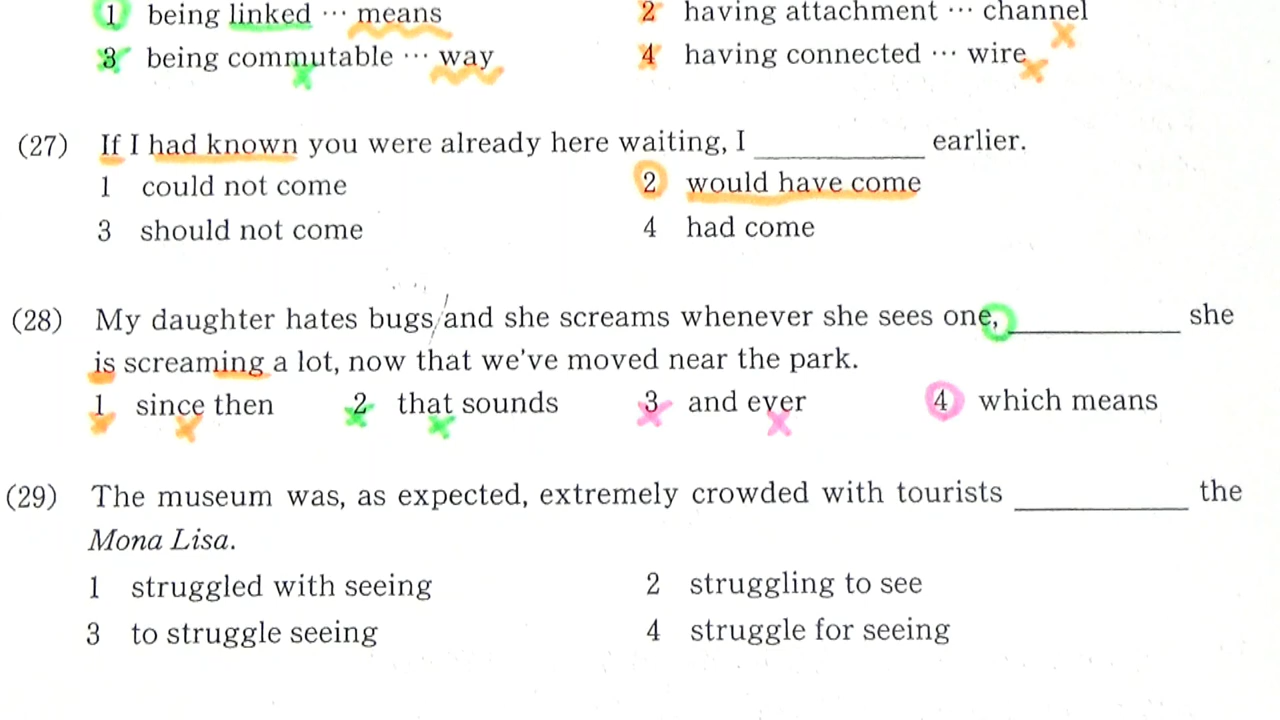 1 being linked … means 2 having attachment … channel
3 being commutable … way 4 having connected … wire
(27) If I had known you were already here waiting, I __________ earlier.
1 could not come 2 would have come
3 should not come 4 had come
(28) My daughter hates bugs/and she screams whenever she sees one, __________ she
is screaming a lot, now that we've moved near the park.
1 since then 2 that sounds 3 and ever 4 which means
(29) The museum was, as expected, extremely crowded with tourists __________ the
Mona Lisa.
1 struggled with seeing 2 struggling to see
3 to struggle seeing 4 struggle for seeing